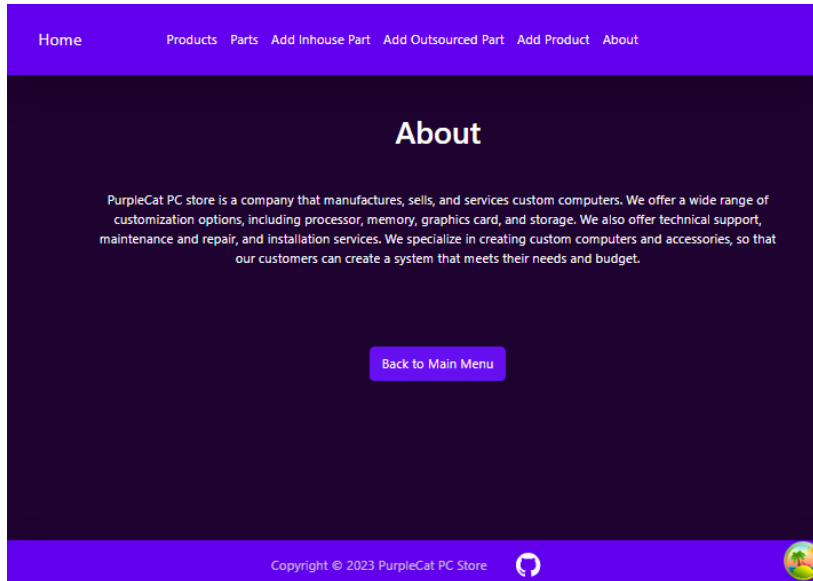 Home Products Parts Add Inhouse Part Add Outsourced Part Add Product About
About
PurpleCat PC store is a company that manufactures, sells, and services custom computers. We offer a wide range of
customization options, including processor, memory, graphics card, and storage. We also offer technical support,
maintenance and repair, and installation services. We specialize in creating custom computers and accessories, so that
our customers can create a system that meets their needs and budget.
Back to Main Menu
Copyright © 2023 PurpleCat PC Store